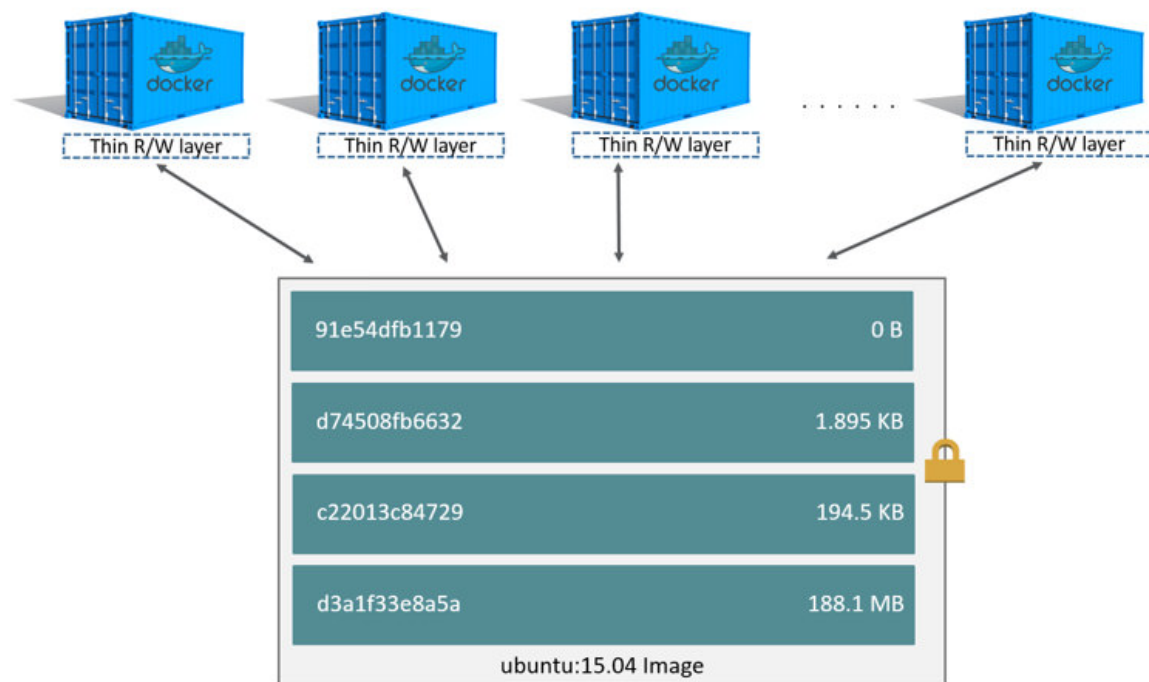 docker docker docker . . . . . . docker
Thin R/W layer Thin R/W layer Thin R/W layer Thin R/W layer
91e54dfb1179 0 B
d74508fb6632 1.895 KB
c22013c84729 194.5 KB
d3a1f33e8a5a 188.1 MB
ubuntu:15.04 Image